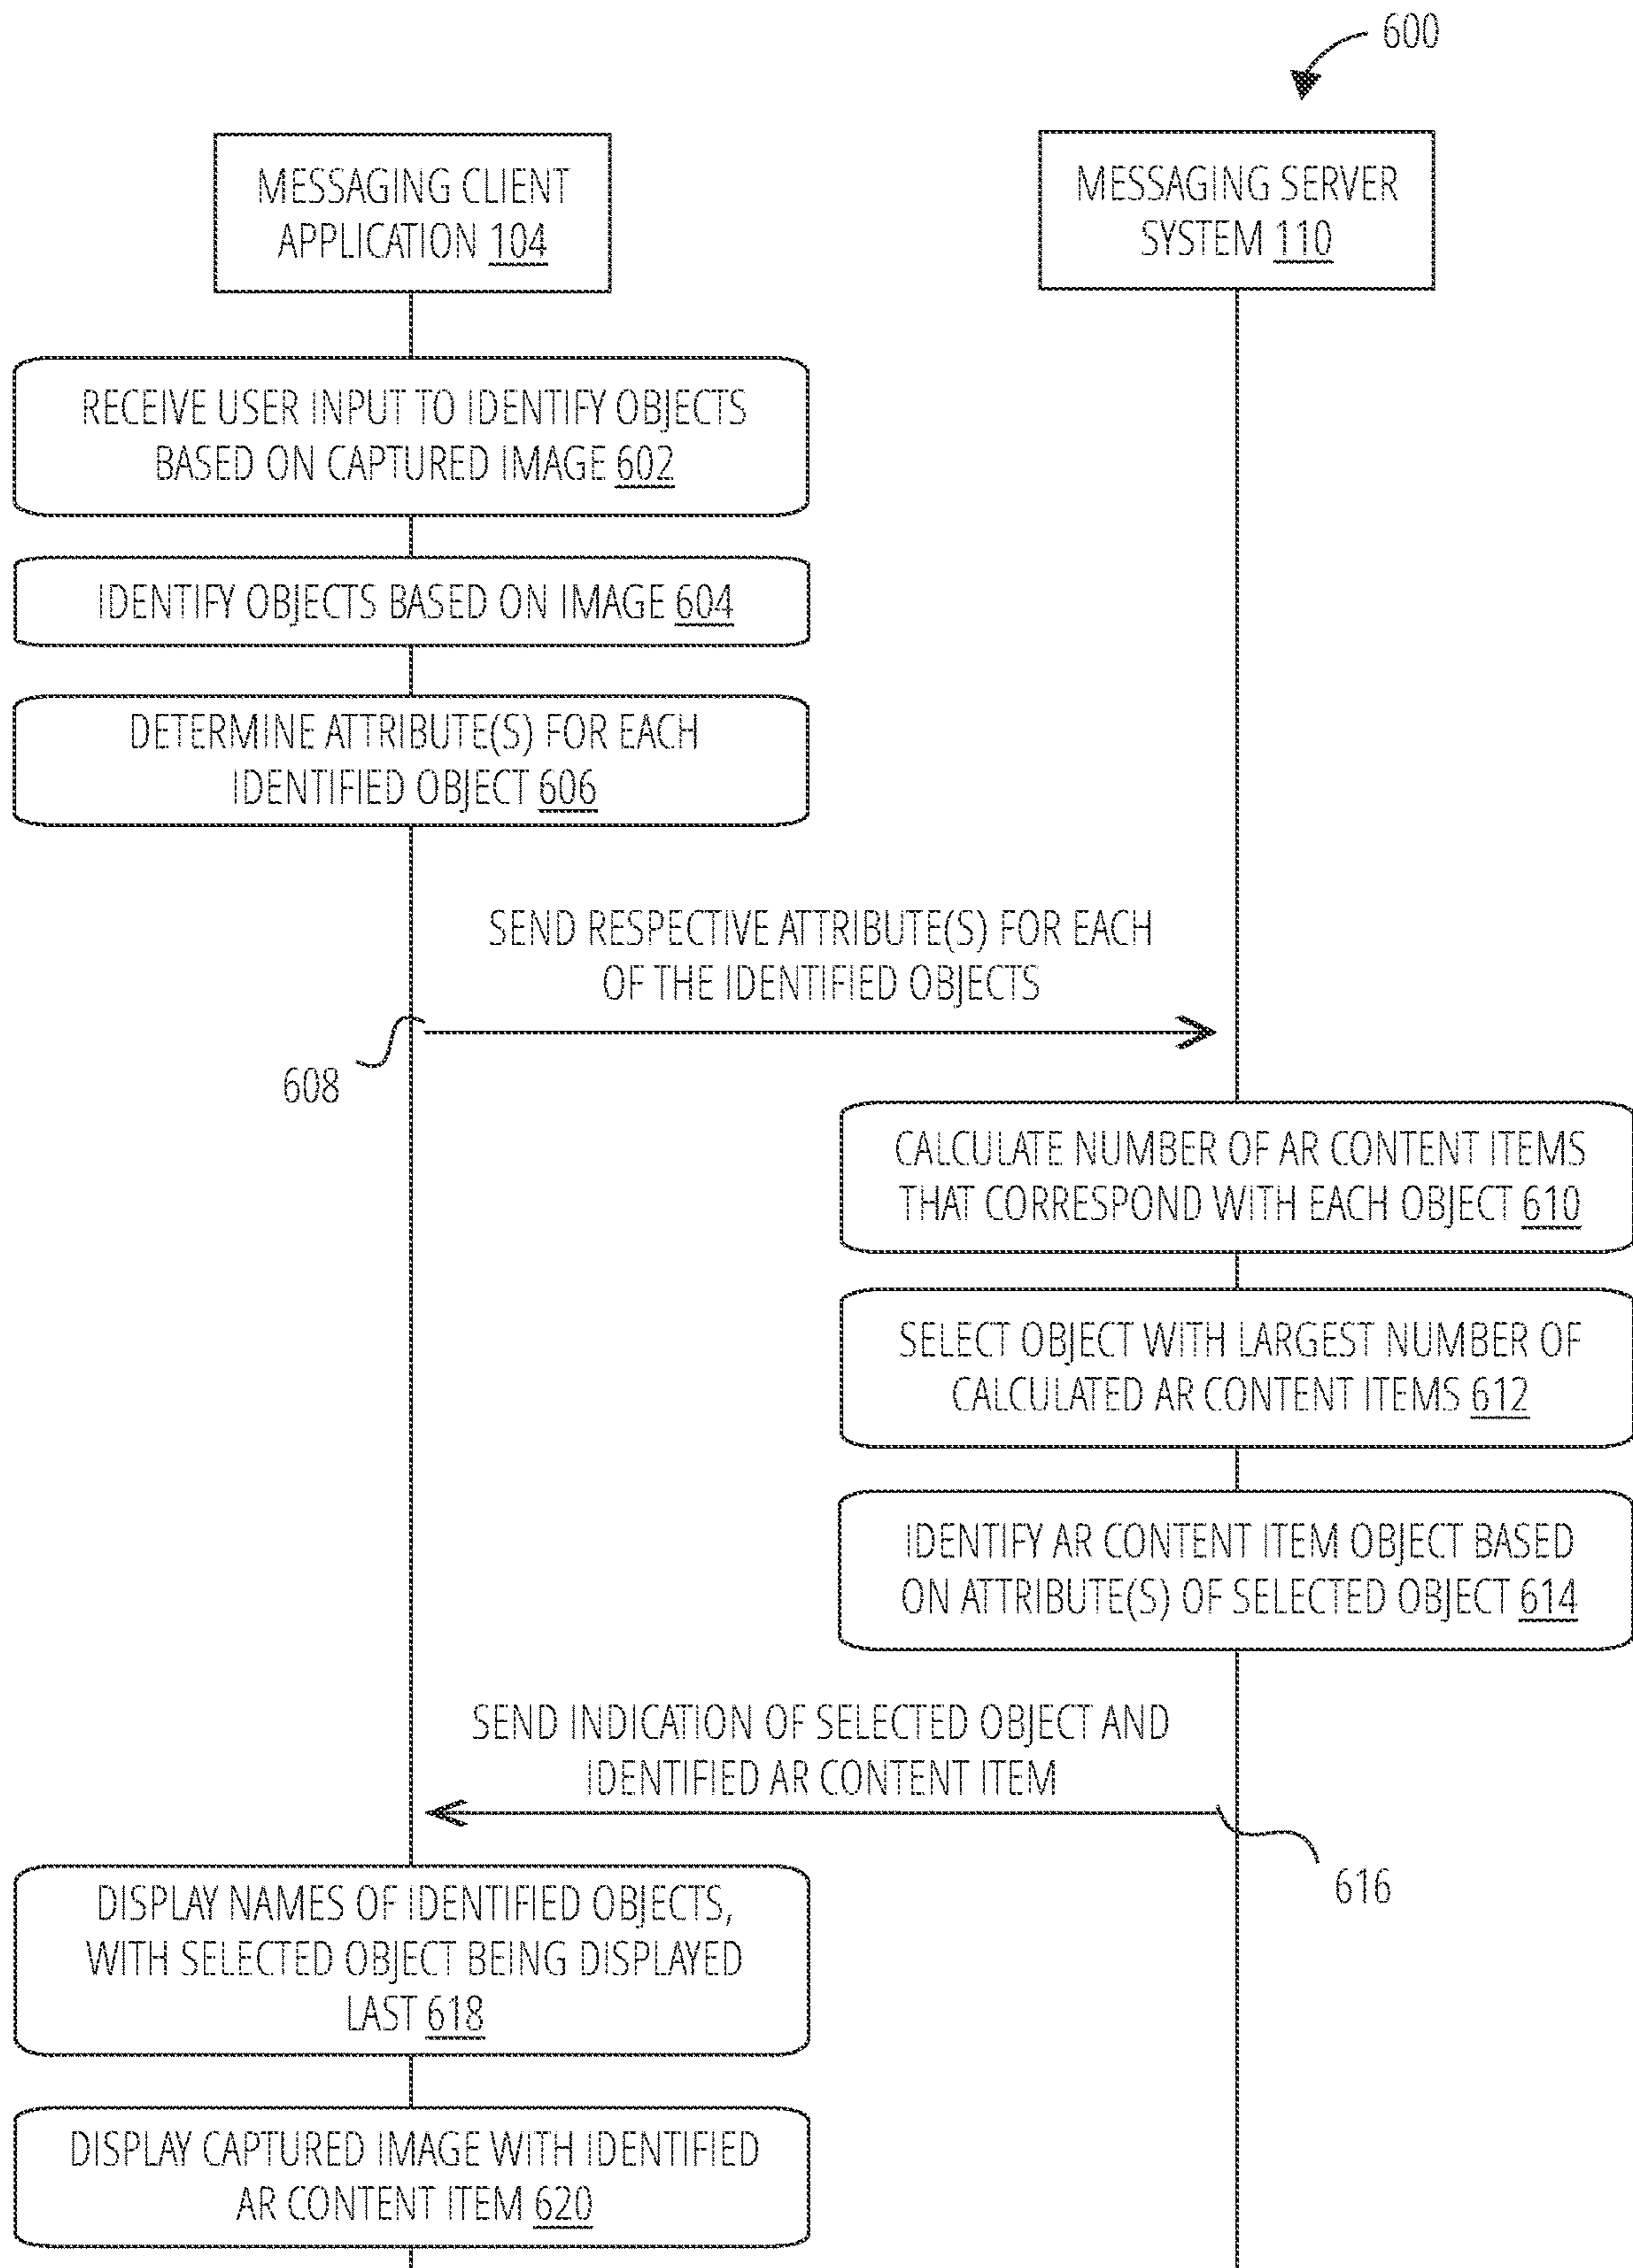 600
MESSAGING CLIENT
APPLICATION 104
MESSAGING SERVER
SYSTEM 110
RECEIVE USER INPUT TO IDENTIFY OBJECTS
BASED ON CAPTURED IMAGE 602
IDENTIFY OBJECTS BASED ON IMAGE 604
DETERMINE ATTRIBUTE(S) FOR EACH
IDENTIFIED OBJECT 606
SEND RESPECTIVE ATTRIBUTE(S) FOR EACH
OF THE IDENTIFIED OBJECTS
608
CALCULATE NUMBER OF AR CONTENT ITEMS
THAT CORRESPOND WITH EACH OBJECT 610
SELECT OBJECT WITH LARGEST NUMBER OF
CALCULATED AR CONTENT ITEMS 612
IDENTIFY AR CONTENT ITEM OBJECT BASED
ON ATTRIBUTE(S) OF SELECTED OBJECT 614
SEND INDICATION OF SELECTED OBJECT AND
IDENTIFIED AR CONTENT ITEM
616
DISPLAY NAMES OF IDENTIFIED OBJECTS,
WITH SELECTED OBJECT BEING DISPLAYED
LAST 618
DISPLAY CAPTURED IMAGE WITH IDENTIFIED
AR CONTENT ITEM 620